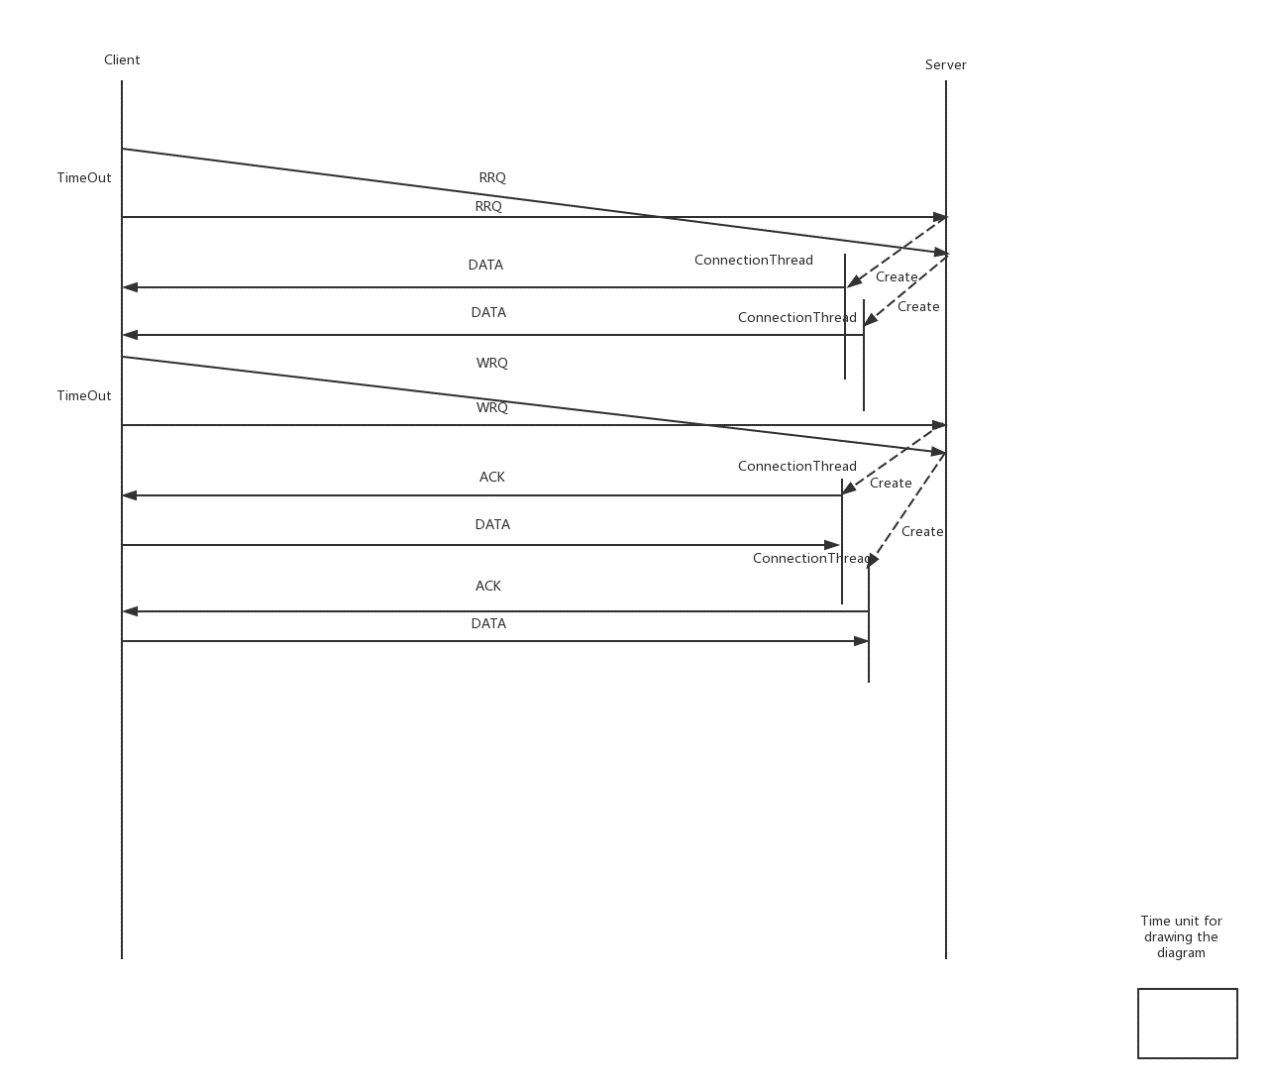 Client
Server
TimeOut
RRQ
RRQ
ConnectionThread
DATA
Create
Create
DATA
ConnectionThread
WRQ
TimeOut
WRQ
ConnectionThread
ACK
Create
DATA
Create
ConnectionThread
ACK
DATA
Time unit for
drawing the
diagram